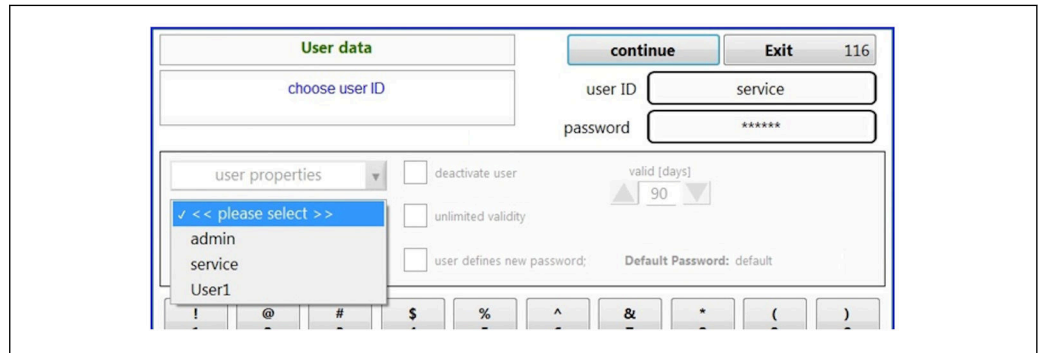 User data
continue
Exit 116
choose user ID
user ID service
password ******
user properties
deactivate user
valid [days]
90
✓ << please select >>
unlimited validity
admin
service
user defines new password;
Default Password: default
User1
! @ # $ % ^ & * ( )